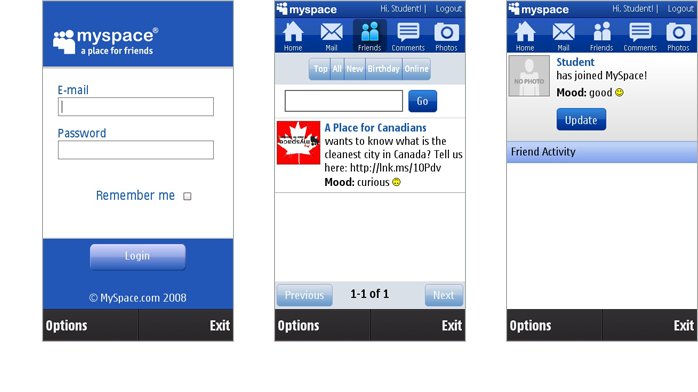 myspace®
a place for friends
E-mail
Password
Remember me
Login
© MySpace.com 2008
Options Exit
myspace Hi, Student! | Logout
Home Mail Friends Comments Photos
Top All New Birthday Online
Go
A Place for Canadians
wants to know what is the
cleanest city in Canada? Tell us
here: http://lnk.ms/10Pdv
Mood: curious
Previous 1-1 of 1 Next
Options Exit
myspace Hi, Student! | Logout
Home Mail Friends Comments Photos
NO PHOTO
Student
has joined MySpace!
Mood: good
Update
Friend Activity
Options Exit